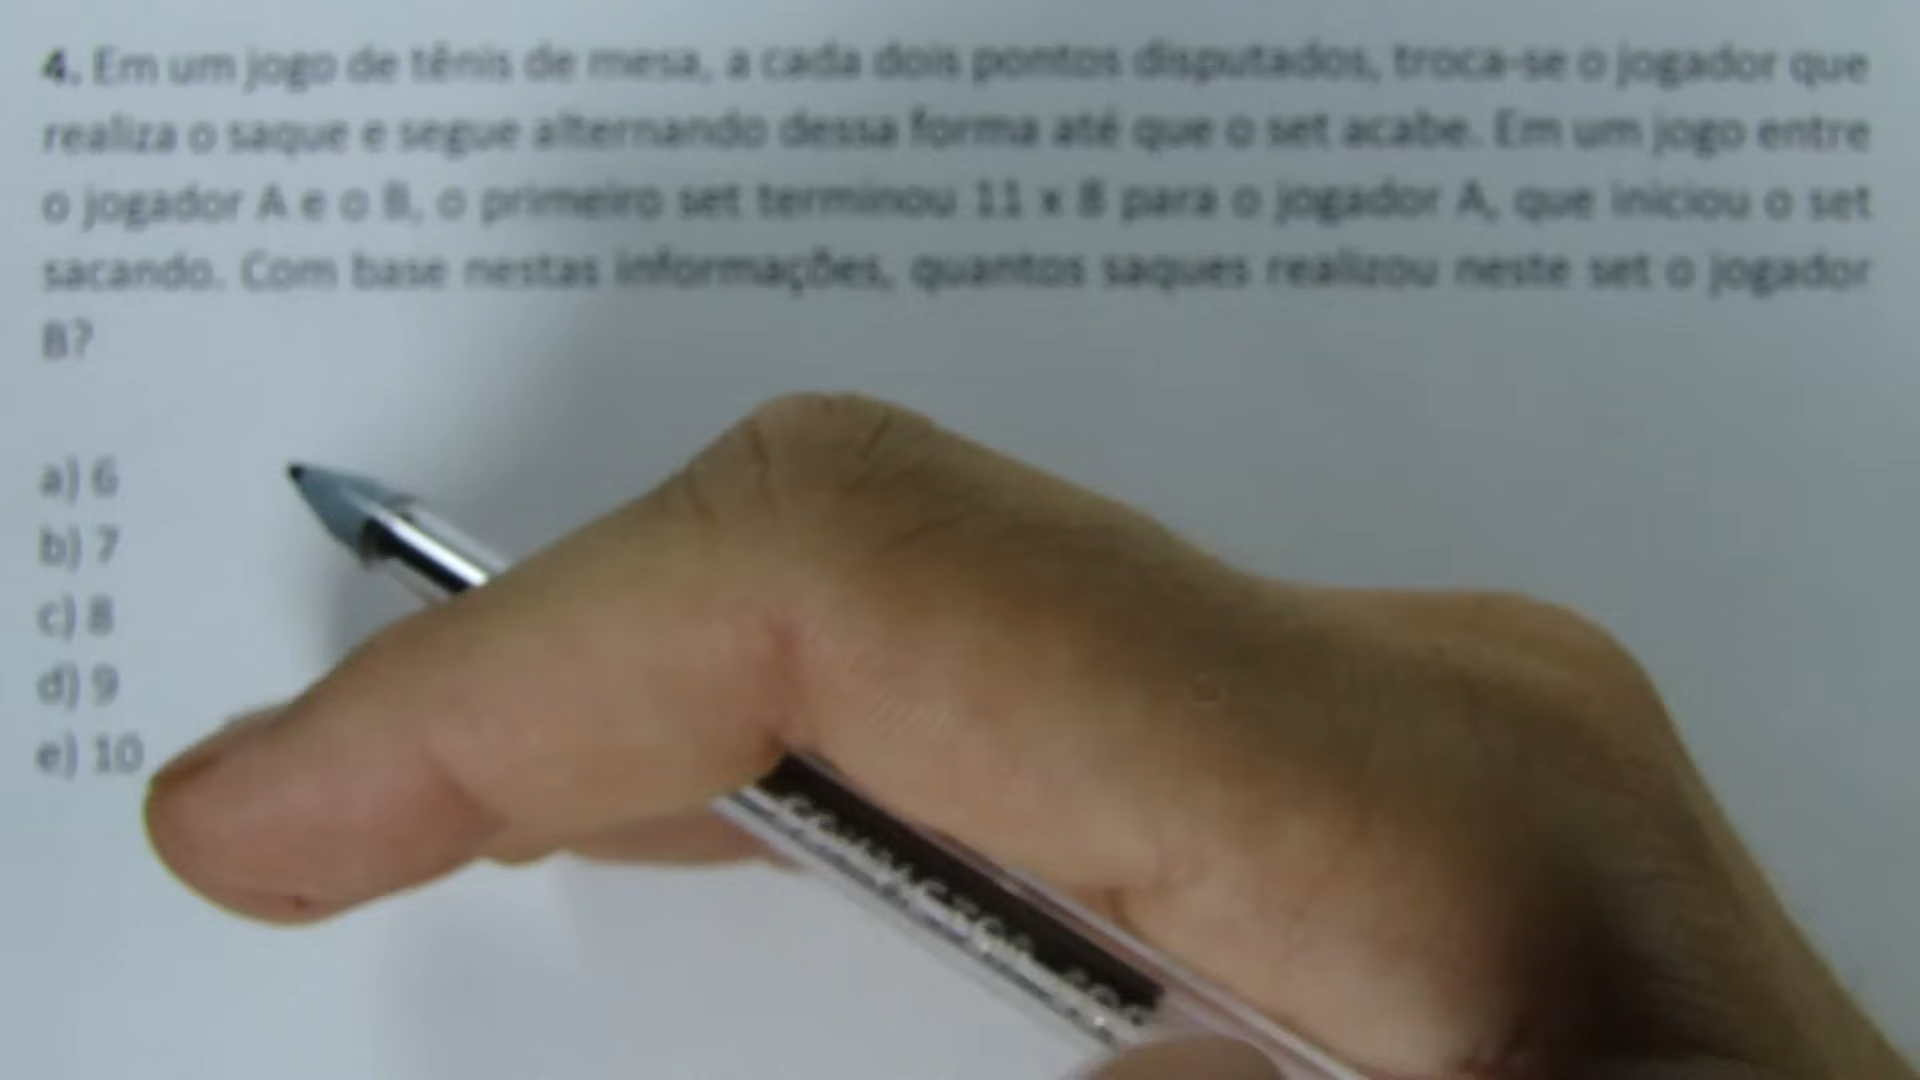 4. Em um jogo de tênis de mesa, a cada dois pontos disputados, troca-se o jogador que
realiza o saque e segue alternando dessa forma até que o set acabe. Em um jogo entre
o jogador A e o B, o primeiro set terminou 11 x 8 para o jogador A, que iniciou o set
sacando. Com base nestas informações, quantos saques realizou neste set o jogador
B?
a) 6
b) 7
c) 8
d) 9
e) 10